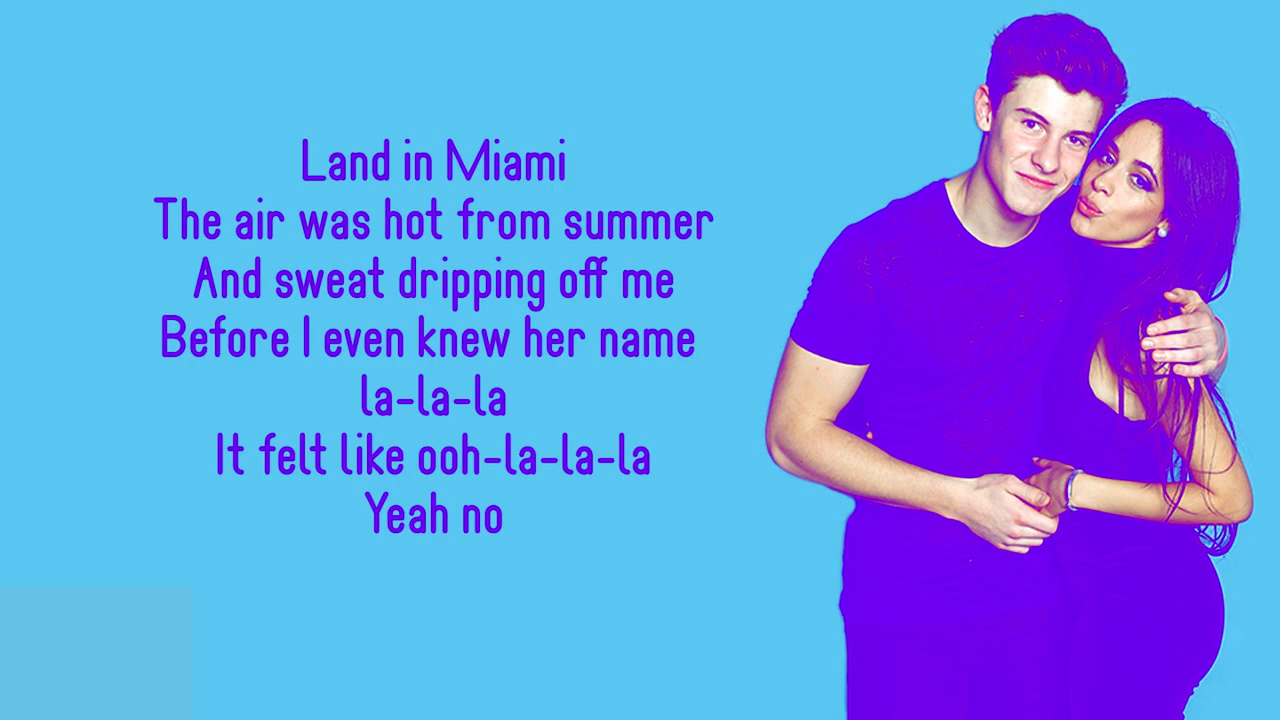 Land in Miami
The air was hot from summer
And sweat dripping off me
Before I even knew her name
la-la-la
It felt like ooh-la-la-la
Yeah no